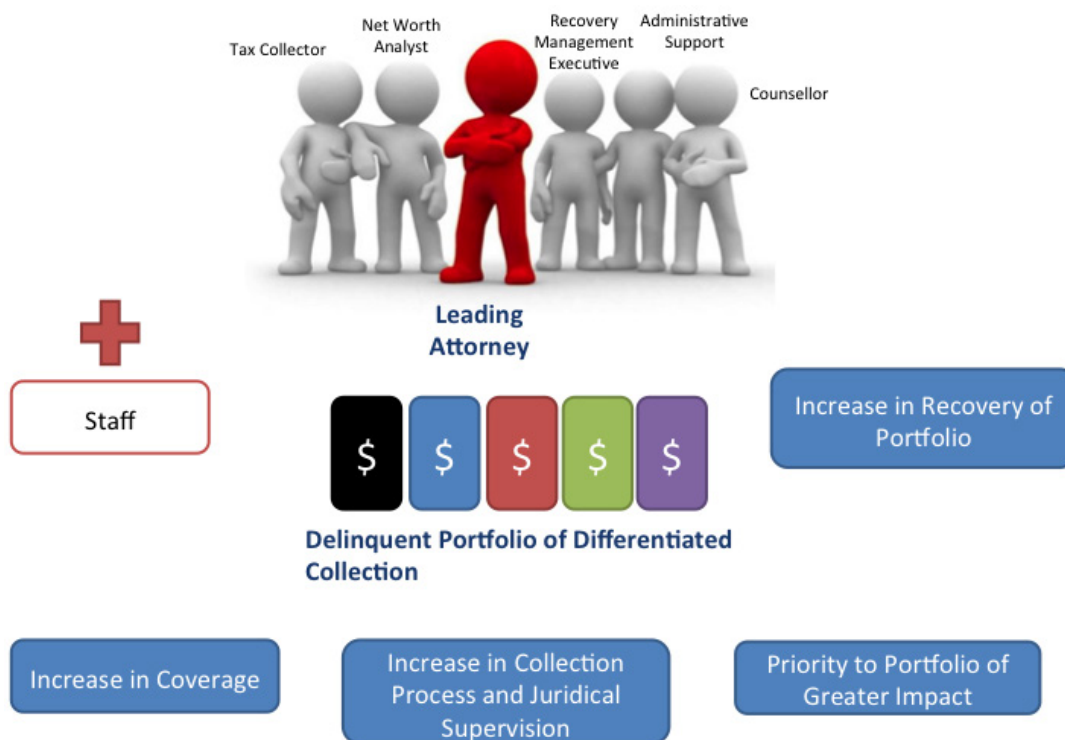 Tax Collector
Net Worth
Analyst
Recovery
Management
Executive
Administrative
Support
Counsellor
Leading
Attorney
Staff
$ $ $ $ $
Increase in Recovery of
Portfolio
Delinquent Portfolio of Differentiated
Collection
Increase in Coverage
Increase in Collection
Process and Juridical
Supervision
Priority to Portfolio of
Greater Impact